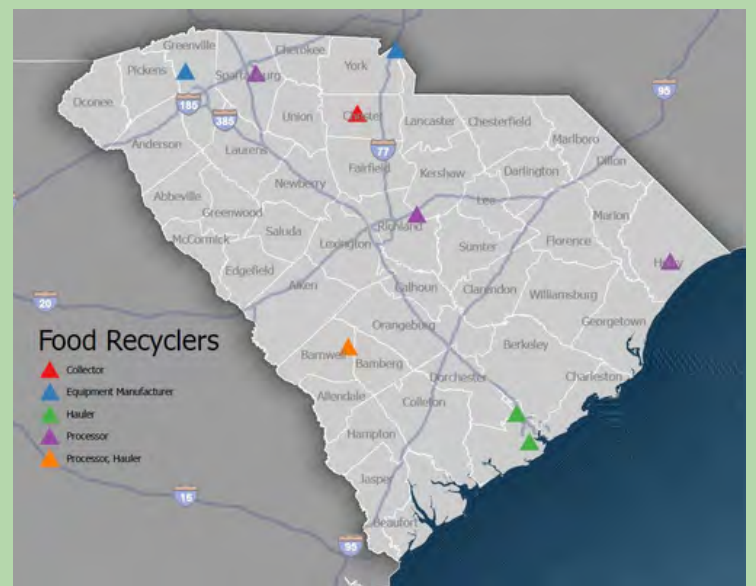 Greenville
Cherokee
York
Pickens
Spartanburg
Oconee
185
Union
Chester
Lancaster
Chesterfield
95
385
Marlboro
Anderson
Laurens
77
Dillon
Fairfield
Kershaw
Darlington
Newberry
Abbeville
Lee
Marion
Greenwood
Richland
Saluda
McCormick
Lexington
Sumter
Florence
Horry
Edgefield
Aiken
Calhoun
Clarendon
Williamsburg
20
Georgetown
Orangeburg
Food Recyclers
Berkeley
Barnwell
Bamberg
Collector
Dorchester
Charleston
Equipment Manufacturer
Allendale
Colleton
Hauler
Hampton
Processor
Processor, Hauler
Jasper
16
Beaufort
95